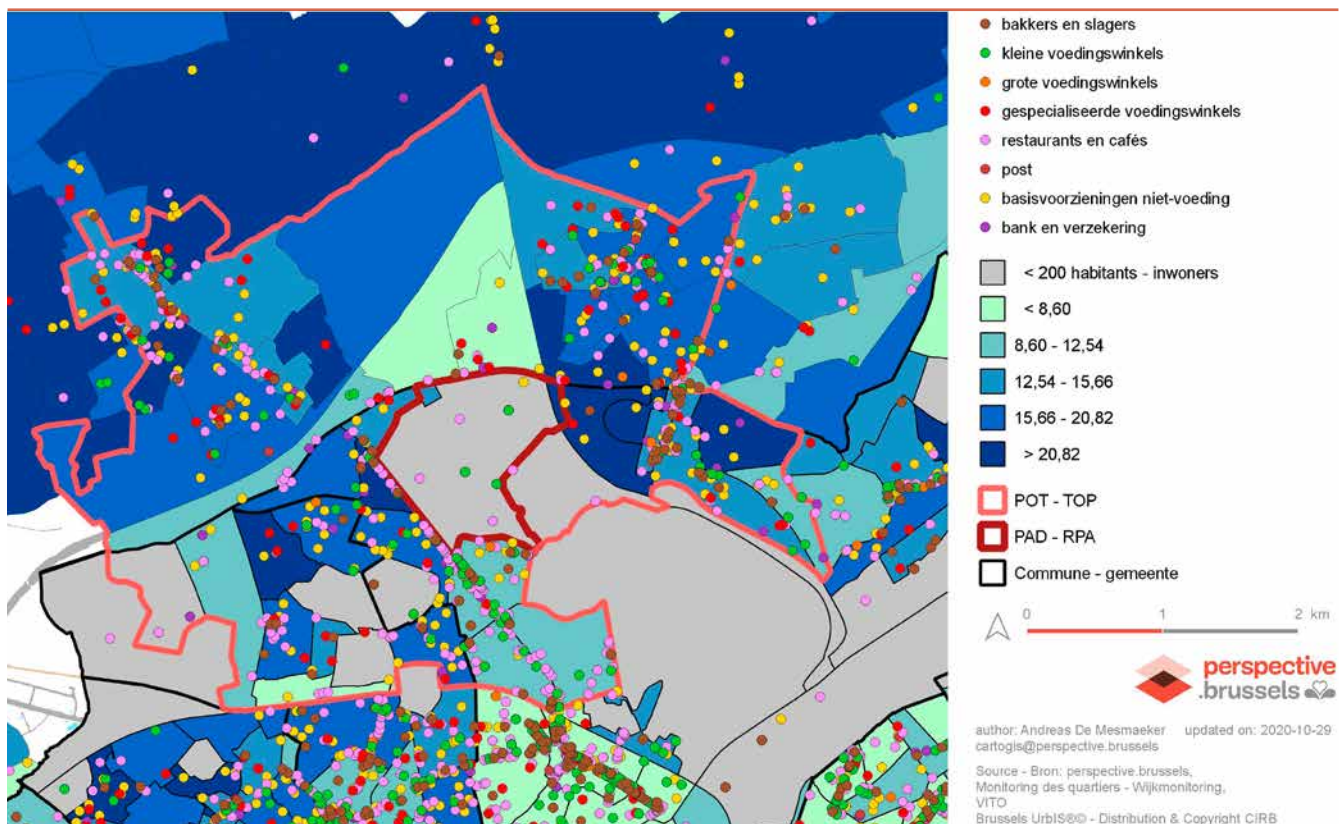 bakkers en slagers
kleine voedingswinkels
grote voedingswinkels
gespecialiseerde voedingswinkels
restaurants en cafés
post
basisvoorzieningen niet-voeding
bank en verzekering
< 200 habitants - inwoners
< 8,60
8,60 - 12,54
12,54 - 15,66
15,66 - 20,82
> 20,82
POT - TOP
PAD - RPA
Commune - gemeente
0 1 2 km
perspective
.brussels
author: Andreas De Mesmaeker updated on: 2020-10-29
cartogis@perspective.brussels
Source - Bron: perspective.brussels,
Monitoring des quartiers - Wijkmonitoring,
VITO
Brussels UrbIS®© - Distribution & Copyright CIRB